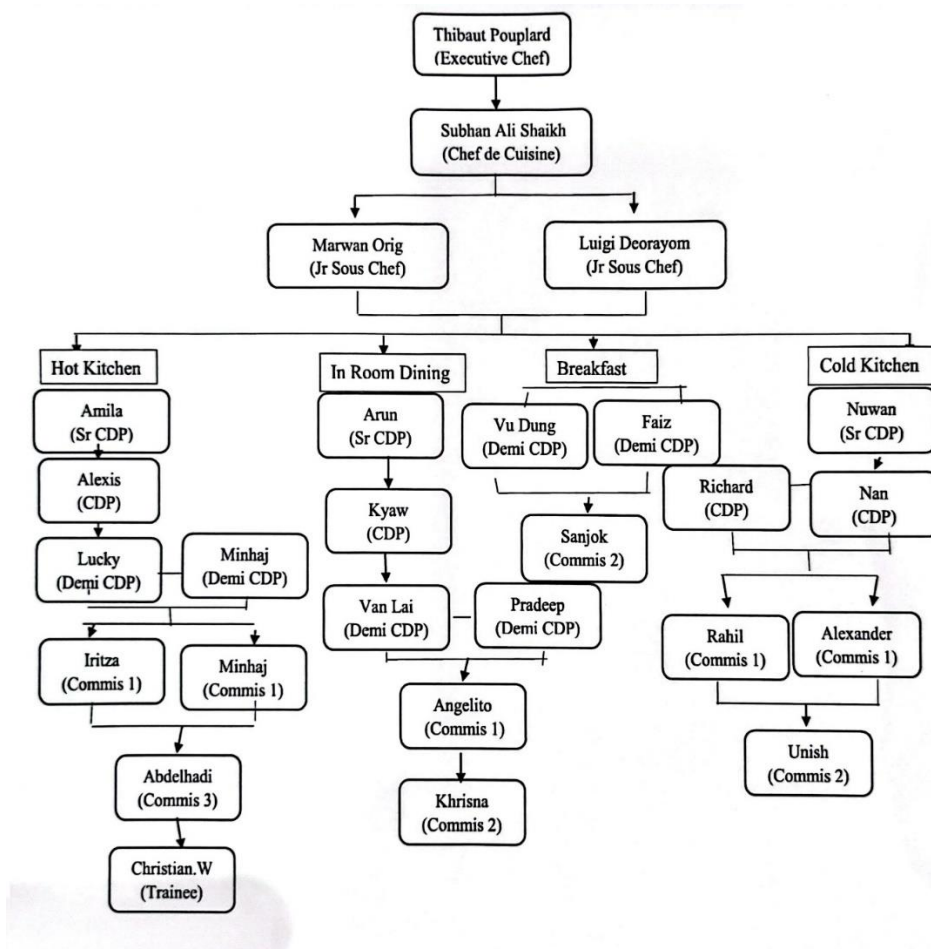 Thibaut Pouplard
(Executive Chef)
Subhan Ali Shaikh
(Chef de Cuisine)
Marwan Orig
(Jr Sous Chef)
Luigi Deorayom
(Jr Sous Chef)
Hot Kitchen
Amila
(Sr CDP)
Alexis
(CDP)
Lucky
(Demi CDP)
Minhaj
(Demi CDP)
Iritza
(Commis 1)
Minhaj
(Commis 1)
Abdelhadi
(Commis 3)
Christian.W
(Trainee)
In Room Dining
Arun
(Sr CDP)
Kyaw
(CDP)
Van Lai
(Demi CDP)
Pradeep
(Demi CDP)
Angelito
(Commis 1)
Khrisna
(Commis 2)
Breakfast
Vu Dung
(Demi CDP)
Faiz
(Demi CDP)
Sanjok
(Commis 2)
Cold Kitchen
Nuwan
(Sr CDP)
Richard
(CDP)
Nan
(CDP)
Rahil
(Commis 1)
Alexander
(Commis 1)
Unish
(Commis 2)